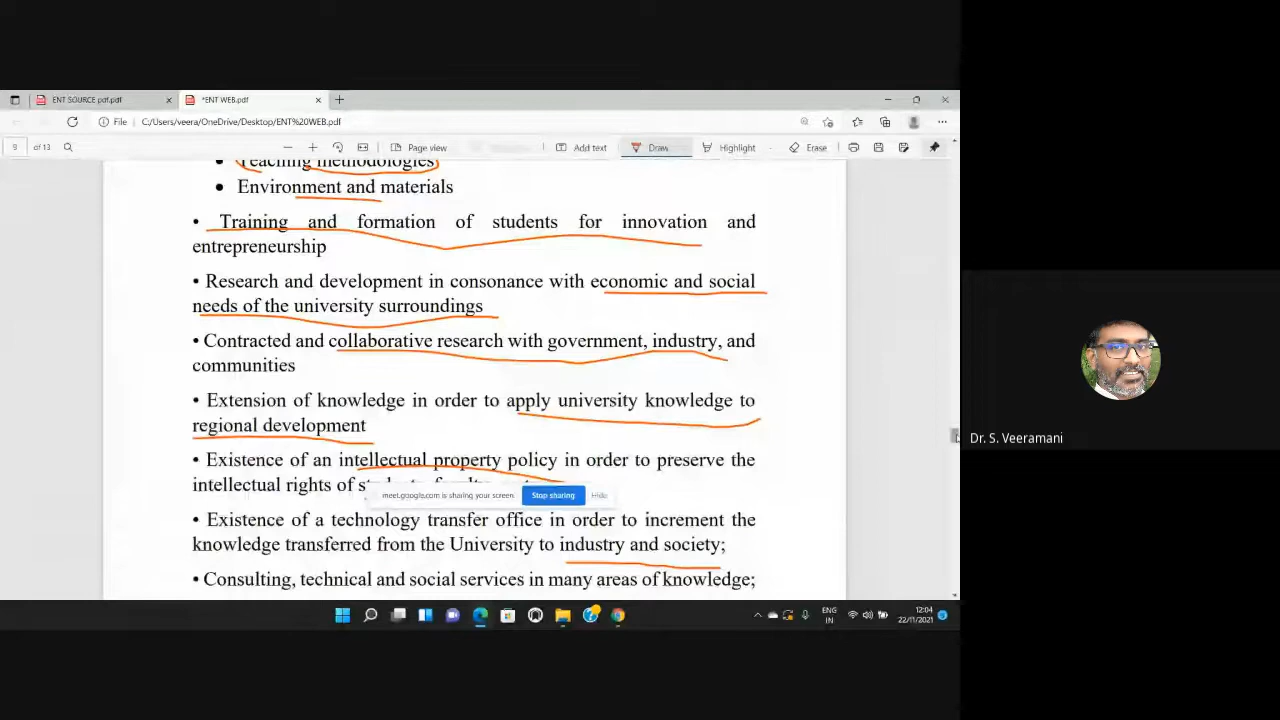 ENT SOURCE pdf.pdf
*ENT WEB.pdf
File
C:/Users/veera/OneDrive/Desktop/ENT%20WEB.pdf
9 of 13
Page view
Add text
Draw
Highlight
Erase
• Teaching methodologies
• Environment and materials
• Training and formation of students for innovation and
entrepreneurship
• Research and development in consonance with economic and social
needs of the university surroundings
• Contracted and collaborative research with government, industry, and
communities
• Extension of knowledge in order to apply university knowledge to
regional development
• Existence of an intellectual property policy in order to preserve the
intellectual rights of
meet.google.com is sharing your screen. Stop sharing Hide
• Existence of a technology transfer office in order to increment the
knowledge transferred from the University to industry and society;
• Consulting, technical and social services in many areas of knowledge;
ENG
IN
12:04
22/11/2021
Dr. S. Veeramani